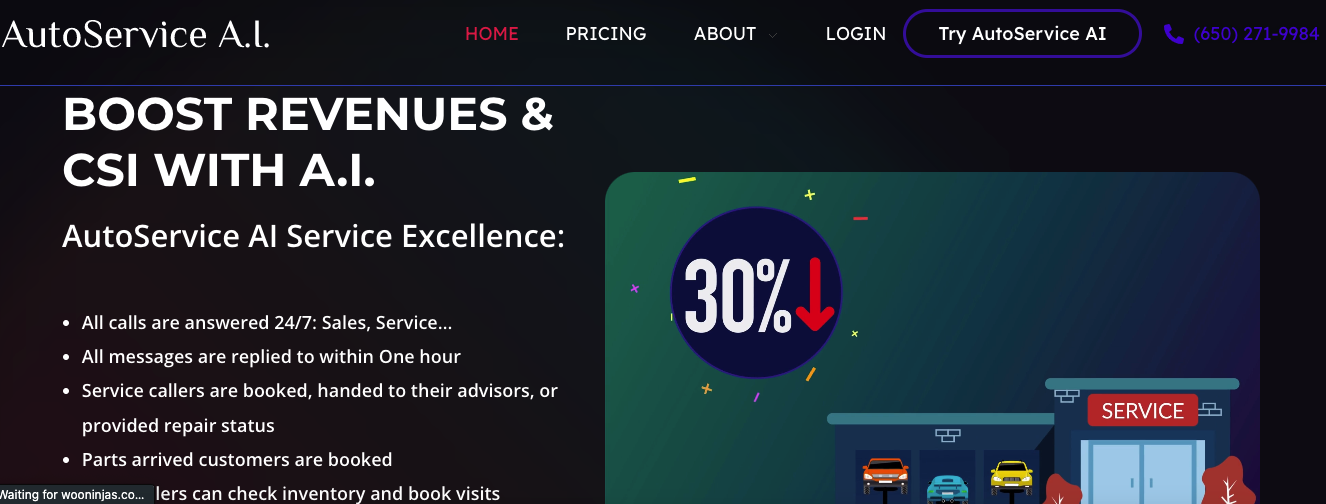 AutoService A.I.
HOME
PRICING
ABOUT
LOGIN
Try AutoService AI
(650) 271-9984
BOOST REVENUES &
CSI WITH A.I.
AutoService AI Service Excellence:
• All calls are answered 24/7: Sales, Service...
• All messages are replied to within One hour
• Service callers are booked, handed to their advisors, or
provided repair status
• Parts arrived customers are booked
lers can check inventory and book visits
30%
SERVICE
Waiting for wooninjas.co...